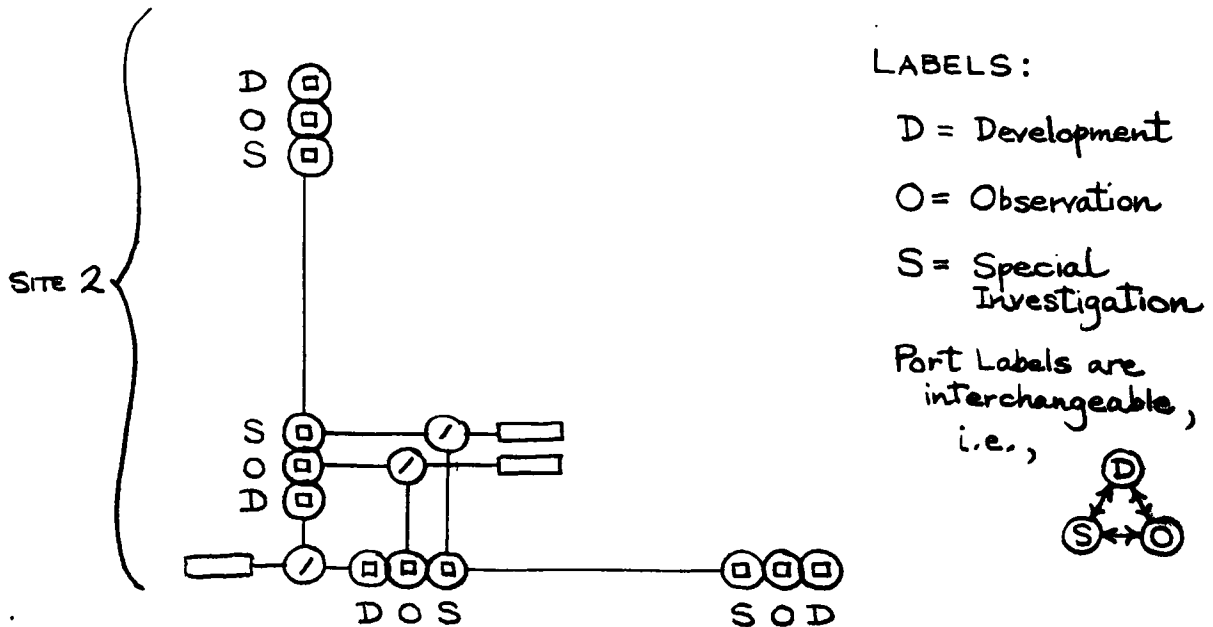 D
O
S
SITE 2
S
O
D
D O S
S O D
LABELS:
D = Development
O = Observation
S = Special
Investigation
Port Labels are
interchangeable,
i.e.,
D
S O